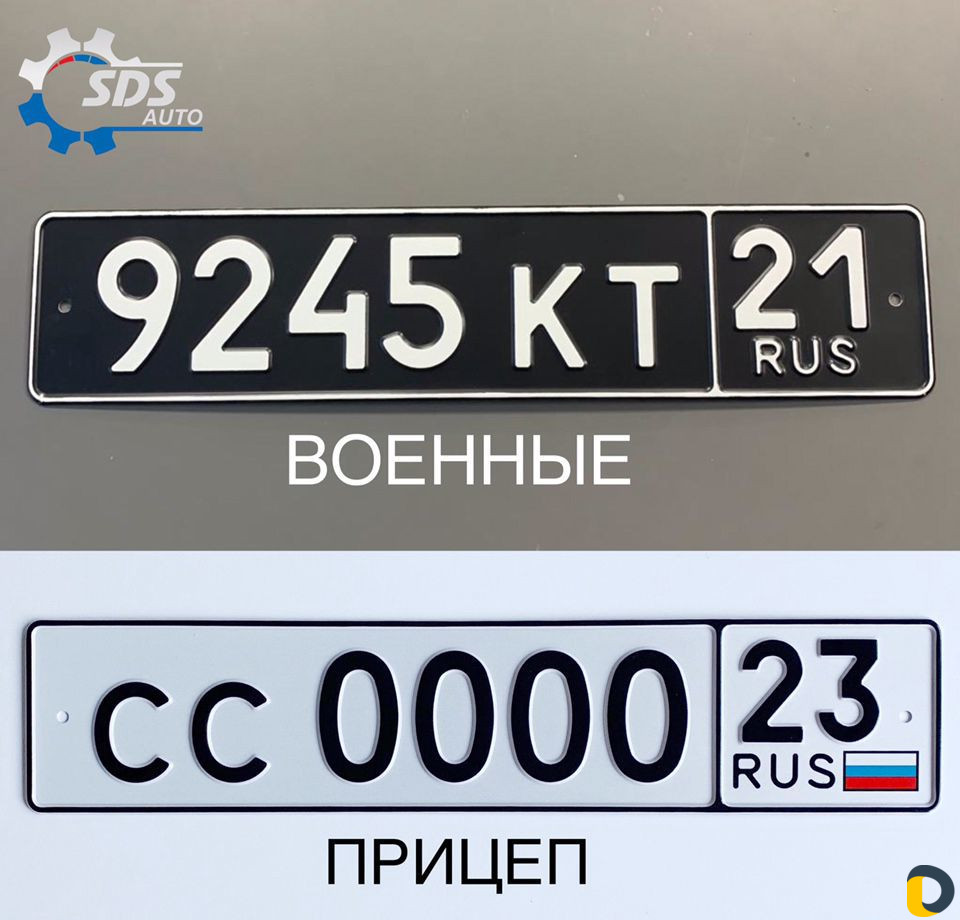 SDS
AUTO
9245 КТ 21
RUS
ВОЕННЫЕ
СС 0000 23
RUS
ПРИЦЕП